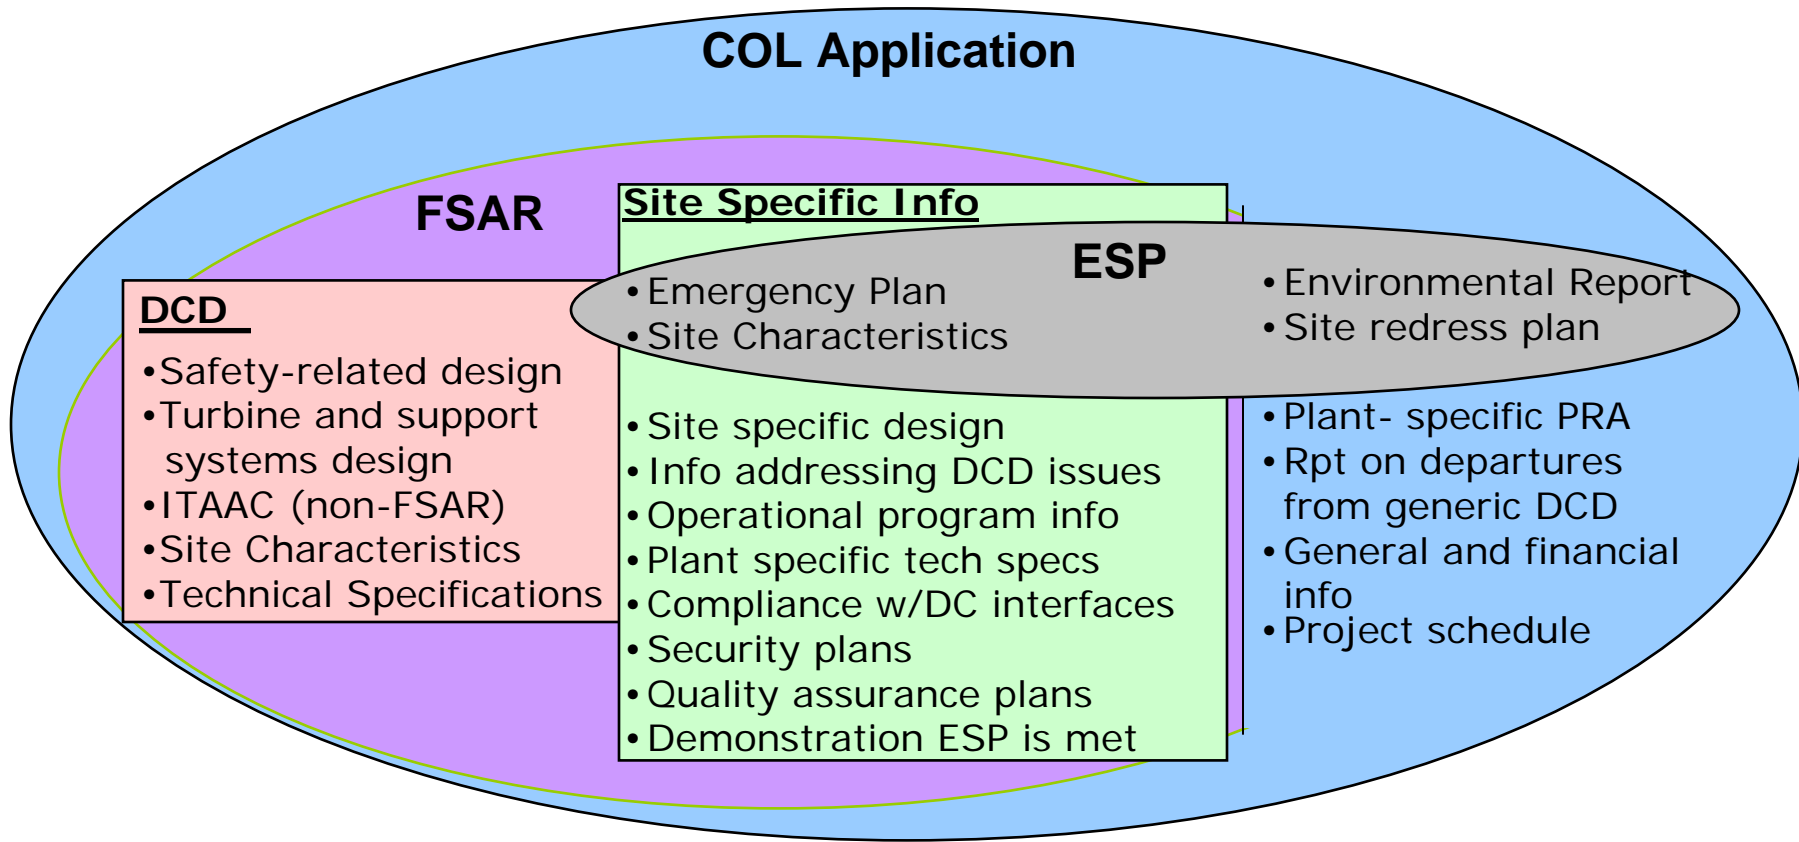 COL Application
FSAR
DCD
•Safety-related design
•Turbine and support
systems design
•ITAAC (non-FSAR)
•Site Characteristics
•Technical Specifications
Site Specific Info
ESP
•Emergency Plan
•Site Characteristics
•Site specific design
•Info addressing DCD issues
•Operational program info
•Plant specific tech specs
•Compliance w/DC interfaces
•Security plans
•Quality assurance plans
•Demonstration ESP is met
•Environmental Report
•Site redress plan
•Plant- specific PRA
•Rpt on departures
from generic DCD
•General and financial
info
•Project schedule